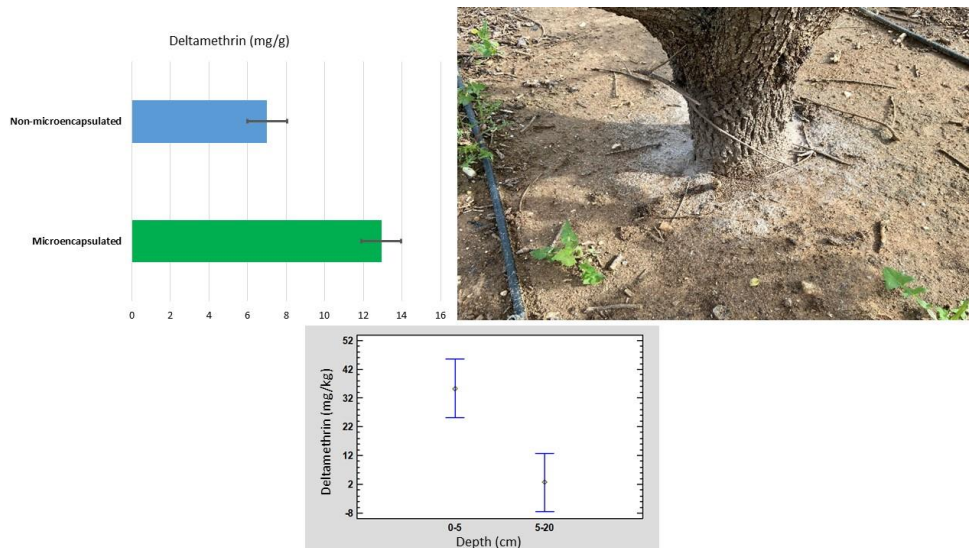 Deltamethrin (mg/g)
Non-microencapsulated
Microencapsulated
0 2 4 6 8 10 12 14 16
Deltamethrin (mg/kg)
52
42
32
22
12
2
-8
0-5 5-20
Depth (cm)